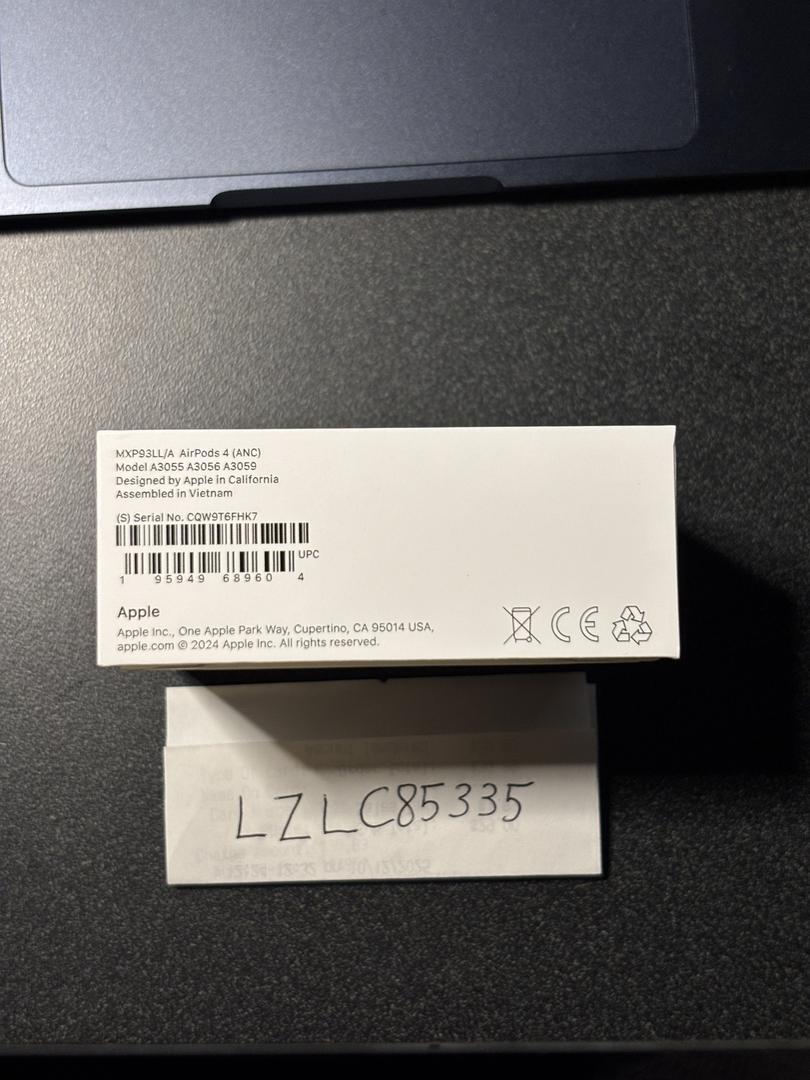 MXP93LL/A AirPods 4 (ANC)
Model A3055 A3056 A3059
Designed by Apple in California
Assembled in Vietnam
(S) Serial No. CQW9T6FHK7
UPC
1 95949 68960 4
Apple
Apple Inc., One Apple Park Way, Cupertino, CA 95014 USA,
apple.com © 2024 Apple Inc. All rights reserved.
CE
LZLC85335